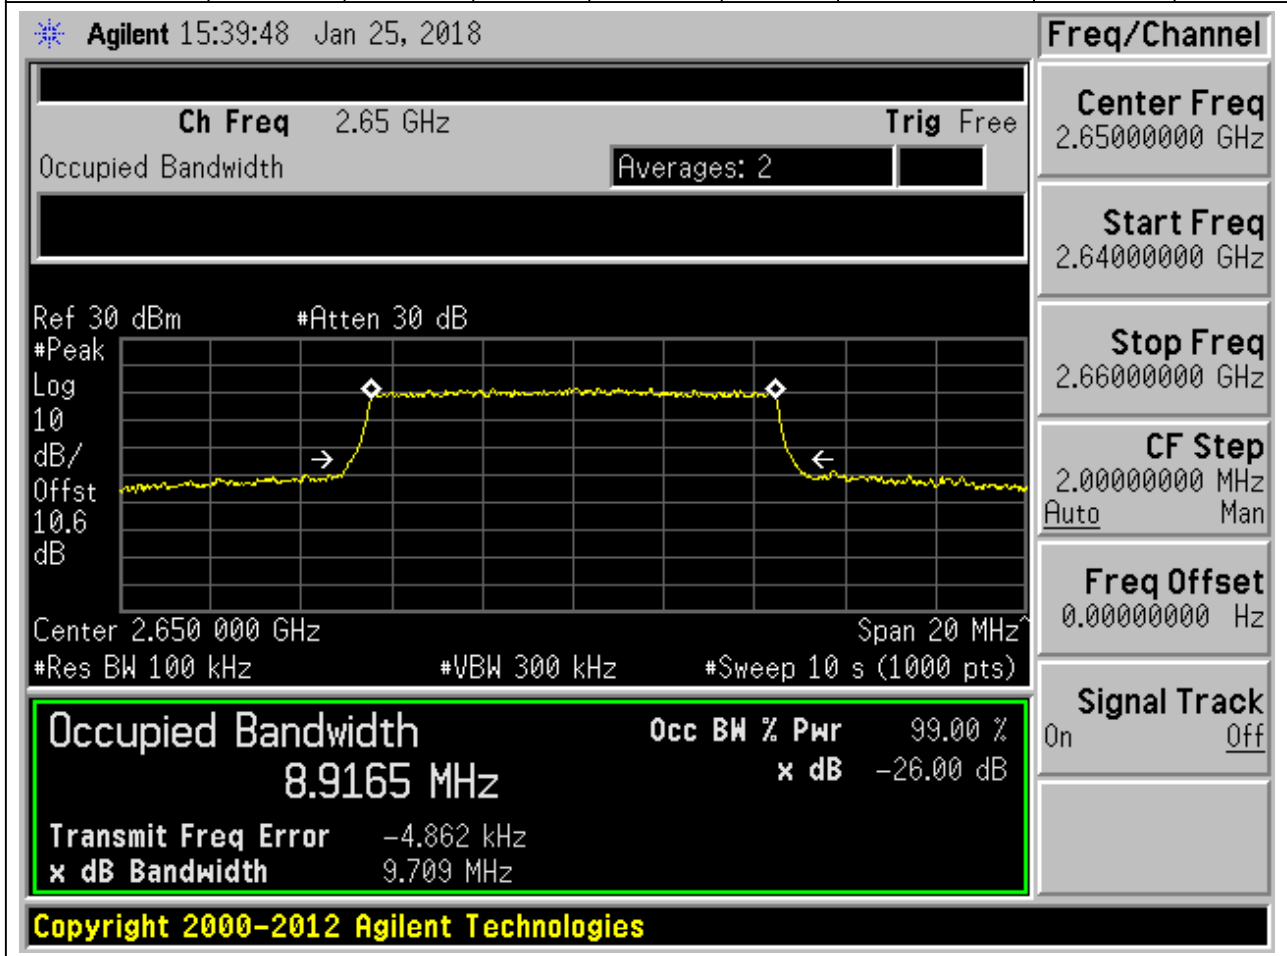 Agilent 15:39:48 Jan 25, 2018
Freq/Channel
Ch Freq 2.65 GHz Trig Free
Occupied Bandwidth Averages: 2
Center Freq
2.65000000 GHz
Start Freq
2.64000000 GHz
Stop Freq
2.66000000 GHz
CF Step
2.00000000 MHz
Auto Man
Freq Offset
0.00000000 Hz
Signal Track
On Off
Ref 30 dBm #Atten 30 dB
#Peak
Log
10
dB/
Offst
10.6
dB
Center 2.650 000 GHz Span 20 MHz^
#Res BW 100 kHz #VBW 300 kHz #Sweep 10 s (1000 pts)
Occupied Bandwidth Occ BW % Pwr 99.00 %
8.9165 MHz x dB -26.00 dB
Transmit Freq Error -4.862 kHz
x dB Bandwidth 9.709 MHz
Copyright 2000-2012 Agilent Technologies